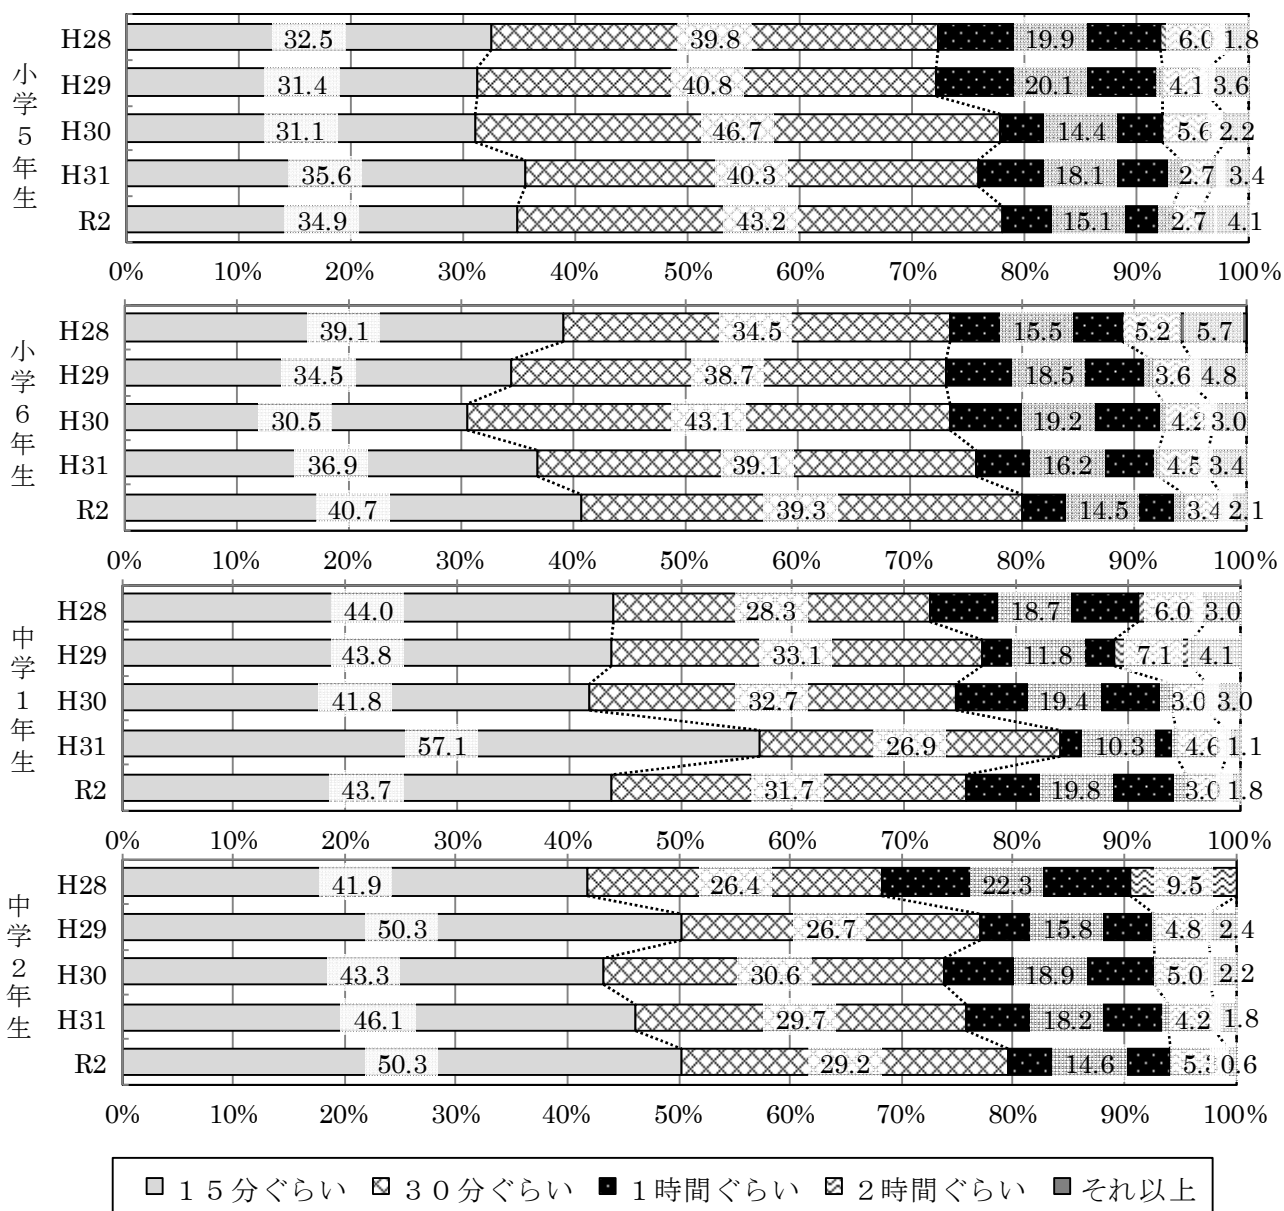 小学5年生
H28 32.5 39.8 19.9 6.0 1.8
H29 31.4 40.8 20.1 4.1 3.6
H30 31.1 46.7 14.4 5.6 2.2
H31 35.6 40.3 18.1 2.7 3.4
R2 34.9 43.2 15.1 2.7 4.1
0% 10% 20% 30% 40% 50% 60% 70% 80% 90% 100%
小学6年生
H28 39.1 34.5 15.5 5.2 5.7
H29 34.5 38.7 18.5 3.6 4.8
H30 30.5 43.1 19.2 4.2 3.0
H31 36.9 39.1 16.2 4.5 3.4
R2 40.7 39.3 14.5 3.4 2.1
0% 10% 20% 30% 40% 50% 60% 70% 80% 90% 100%
中学1年生
H28 44.0 28.3 18.7 6.0 3.0
H29 43.8 33.1 11.8 7.1 4.1
H30 41.8 32.7 19.4 3.0 3.0
H31 57.1 26.9 10.3 4.6 1.1
R2 43.7 31.7 19.8 3.0 1.8
0% 10% 20% 30% 40% 50% 60% 70% 80% 90% 100%
中学2年生
H28 41.9 26.4 22.3 9.5
H29 50.3 26.7 15.8 4.8 2.4
H30 43.3 30.6 18.9 5.0 2.2
H31 46.1 29.7 18.2 4.2 1.8
R2 50.3 29.2 14.6 0.6
0% 10% 20% 30% 40% 50% 60% 70% 80% 90% 100%
１５分ぐらい ３０分ぐらい １時間ぐらい ２時間ぐらい それ以上